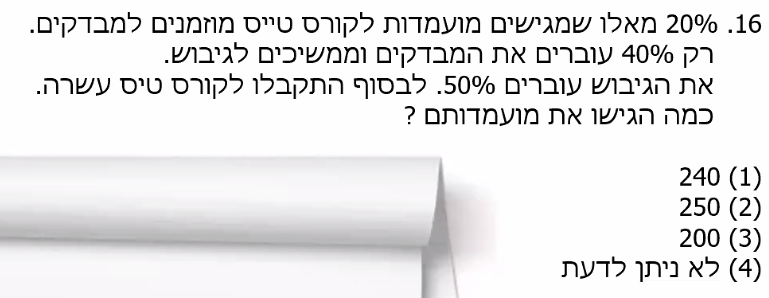 16. 20% מאלו שמגישים מועמדות לקורס טייס מוזמנים למבדקים.
רק 40% עוברים את המבדקים וממשיכים לגיבוש.
את הגיבוש עוברים 50%. לבסוף התקבלו לקורס טיס עשרה.
כמה הגישו את מועמדותם ?
(1) 240
(2) 250
(3) 200
(4) לא ניתן לדעת